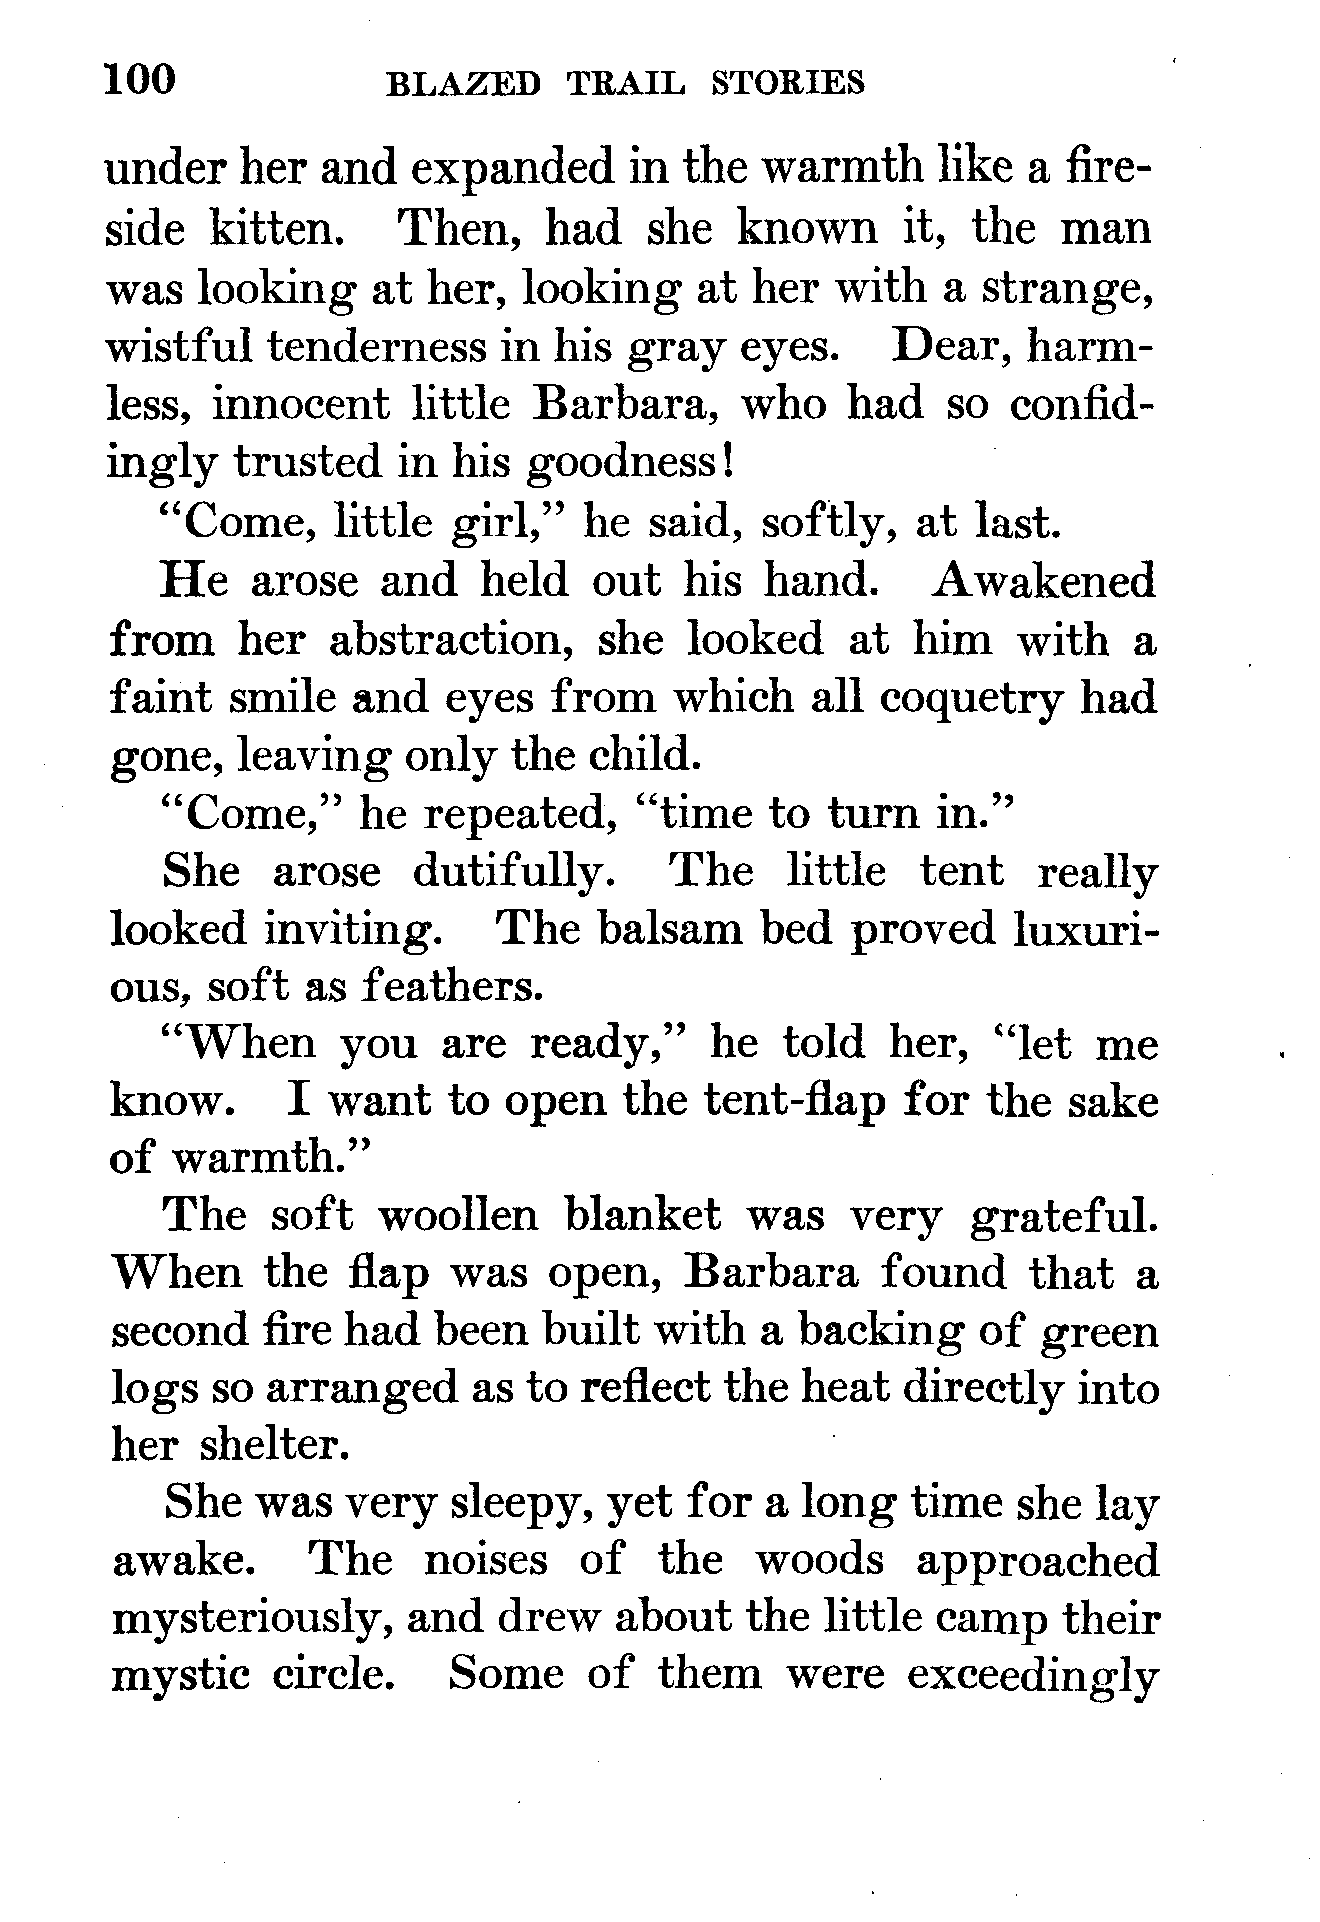 100 BLAZED TRAIL STORIES
under her and expanded in the warmth like a fire-
side kitten. Then, had she known it, the man
was looking at her, looking at her with a strange,
wistful tenderness in his gray eyes. Dear, harm-
less, innocent little Barbara, who had so confid-
ingly trusted in his goodness!
“Come, little girl,” he said, softly, at last.
He arose and held out his hand. Awakened
from her abstraction, she looked at him with a
faint smile and eyes from which all coquetry had
gone, leaving only the child.
“Come,” he repeated, “time to turn in.”
She arose dutifully. The little tent really
looked inviting. The balsam bed proved luxuri-
ous, soft as feathers.
“When you are ready,” he told her, “let me
know. I want to open the tent-flap for the sake
of warmth.”
The soft woollen blanket was very grateful.
When the flap was open, Barbara found that a
second fire had been built with a backing of green
logs so arranged as to reflect the heat directly into
her shelter.
She was very sleepy, yet for a long time she lay
awake. The noises of the woods approached
mysteriously, and drew about the little camp their
mystic circle. Some of them were exceedingly